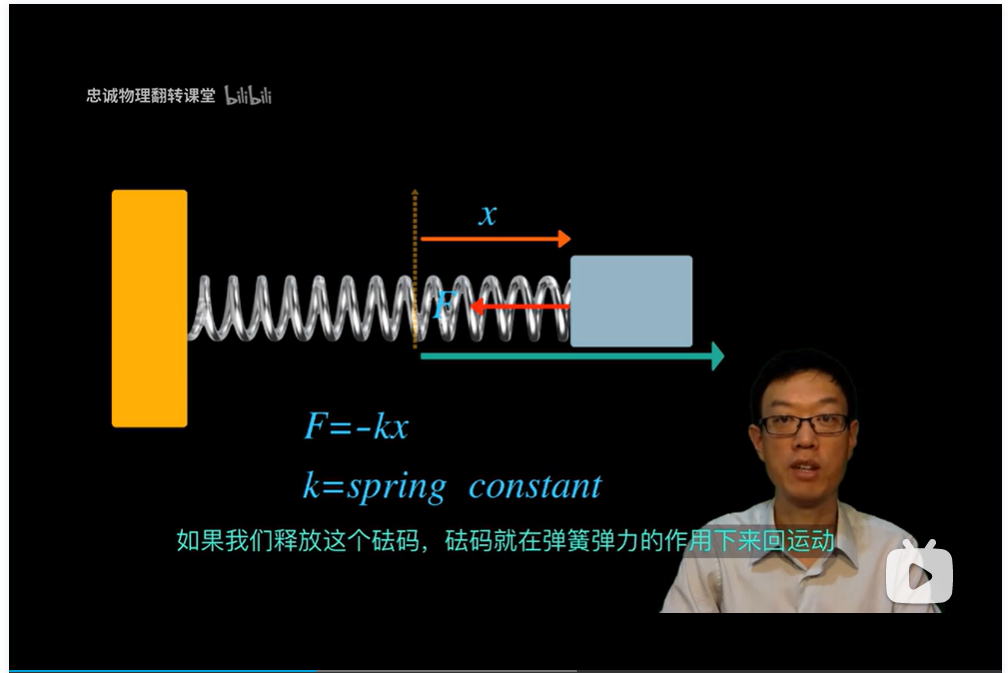 忠诚物理翻转课堂 bilibili
x
F
F=-kx
k=spring constant
如果我们释放这个砝码，砝码就在弹簧弹力的作用下来回运动